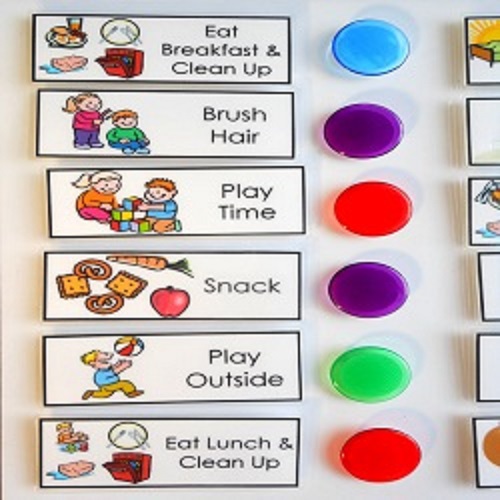 Eat
Breakfast &
Clean Up
Brush
Hair
Play
Time
Snack
Play
Outside
Eat Lunch &
Clean Up